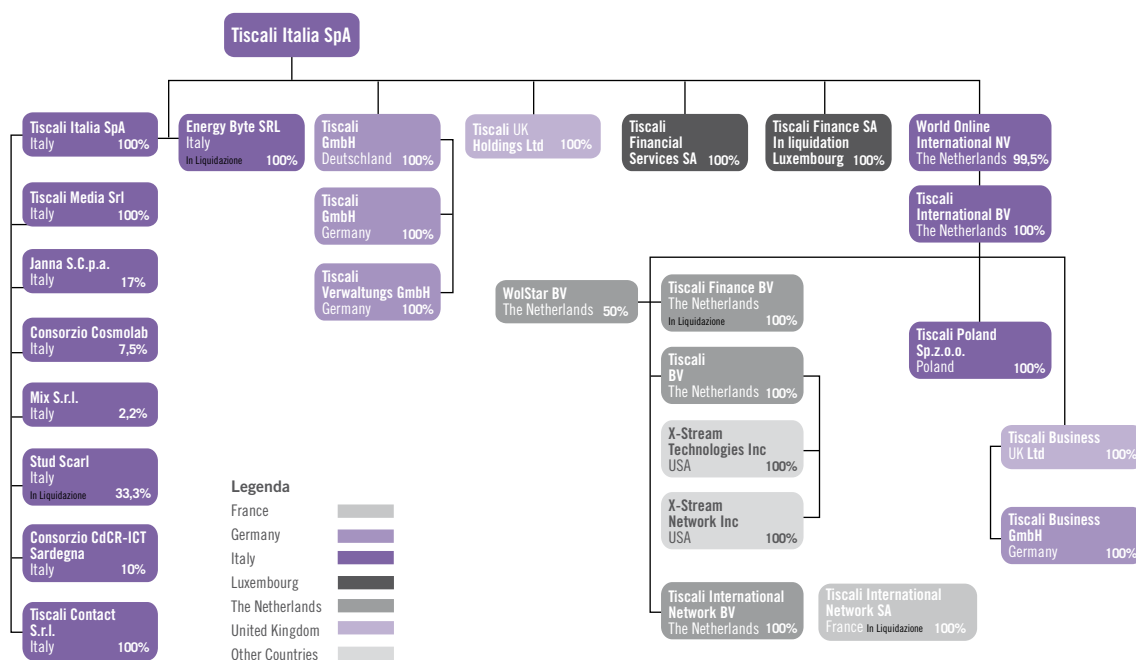 Tiscali Italia SpA
Tiscali Italia SpA
Italy 100%
Energy Byte SRL
Italy
In Liquidazione 100%
Tiscali
GmbH
Deutschland 100%
Tiscali UK
Holdings Ltd 100%
Tiscali
Financial
Services SA 100%
Tiscali Finance SA
In liquidation
Luxembourg 100%
World Online
International NV
The Netherlands 99,5%
Tiscali Media Srl
Italy 100%
Tiscali
GmbH
Germany 100%
Tiscali
International BV
The Netherlands 100%
Janna S.C.p.a.
Italy 17%
Tiscali
Verwaltungs GmbH
Germany 100%
WolStar BV
The Netherlands 50%
Tiscali Finance BV
The Netherlands
In Liquidazione 100%
Consorzio Cosmolab
Italy 7,5%
Tiscali
BV
The Netherlands 100%
Tiscali Poland
Sp.z.o.o.
Poland 100%
Mix S.r.l.
Italy 2,2%
X-Stream
Technologies Inc
USA 100%
Tiscali Business
UK Ltd 100%
Stud Scarl
Italy
In Liquidazione 33,3%
X-Stream
Network Inc
USA 100%
Tiscali Business
GmbH
Germany 100%
Consorzio CdCR-ICT
Sardegna
Italy 10%
Tiscali Contact
S.r.l.
Italy 100%
Tiscali International
Network BV
The Netherlands 100%
Tiscali International
Network SA
France In Liquidazione 100%
Legenda
France
Germany
Italy
Luxembourg
The Netherlands
United Kingdom
Other Countries